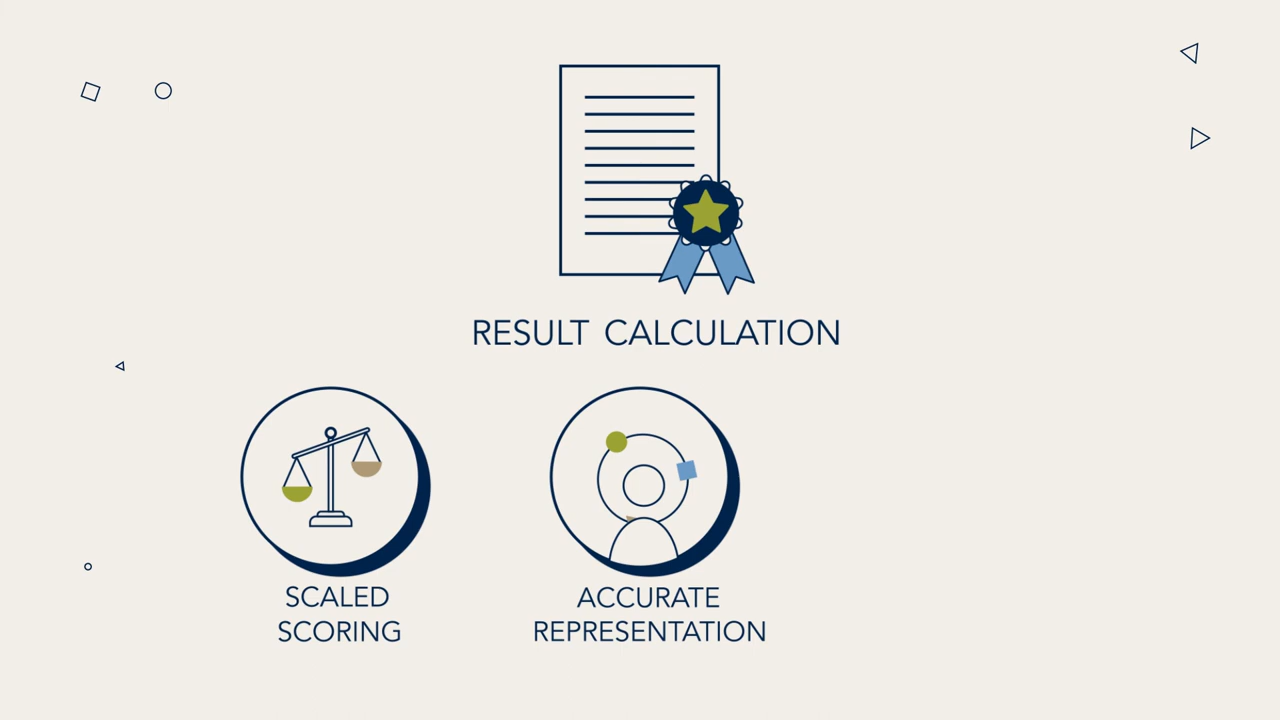 RESULT CALCULATION
SCALED
SCORING
ACCURATE
REPRESENTATION